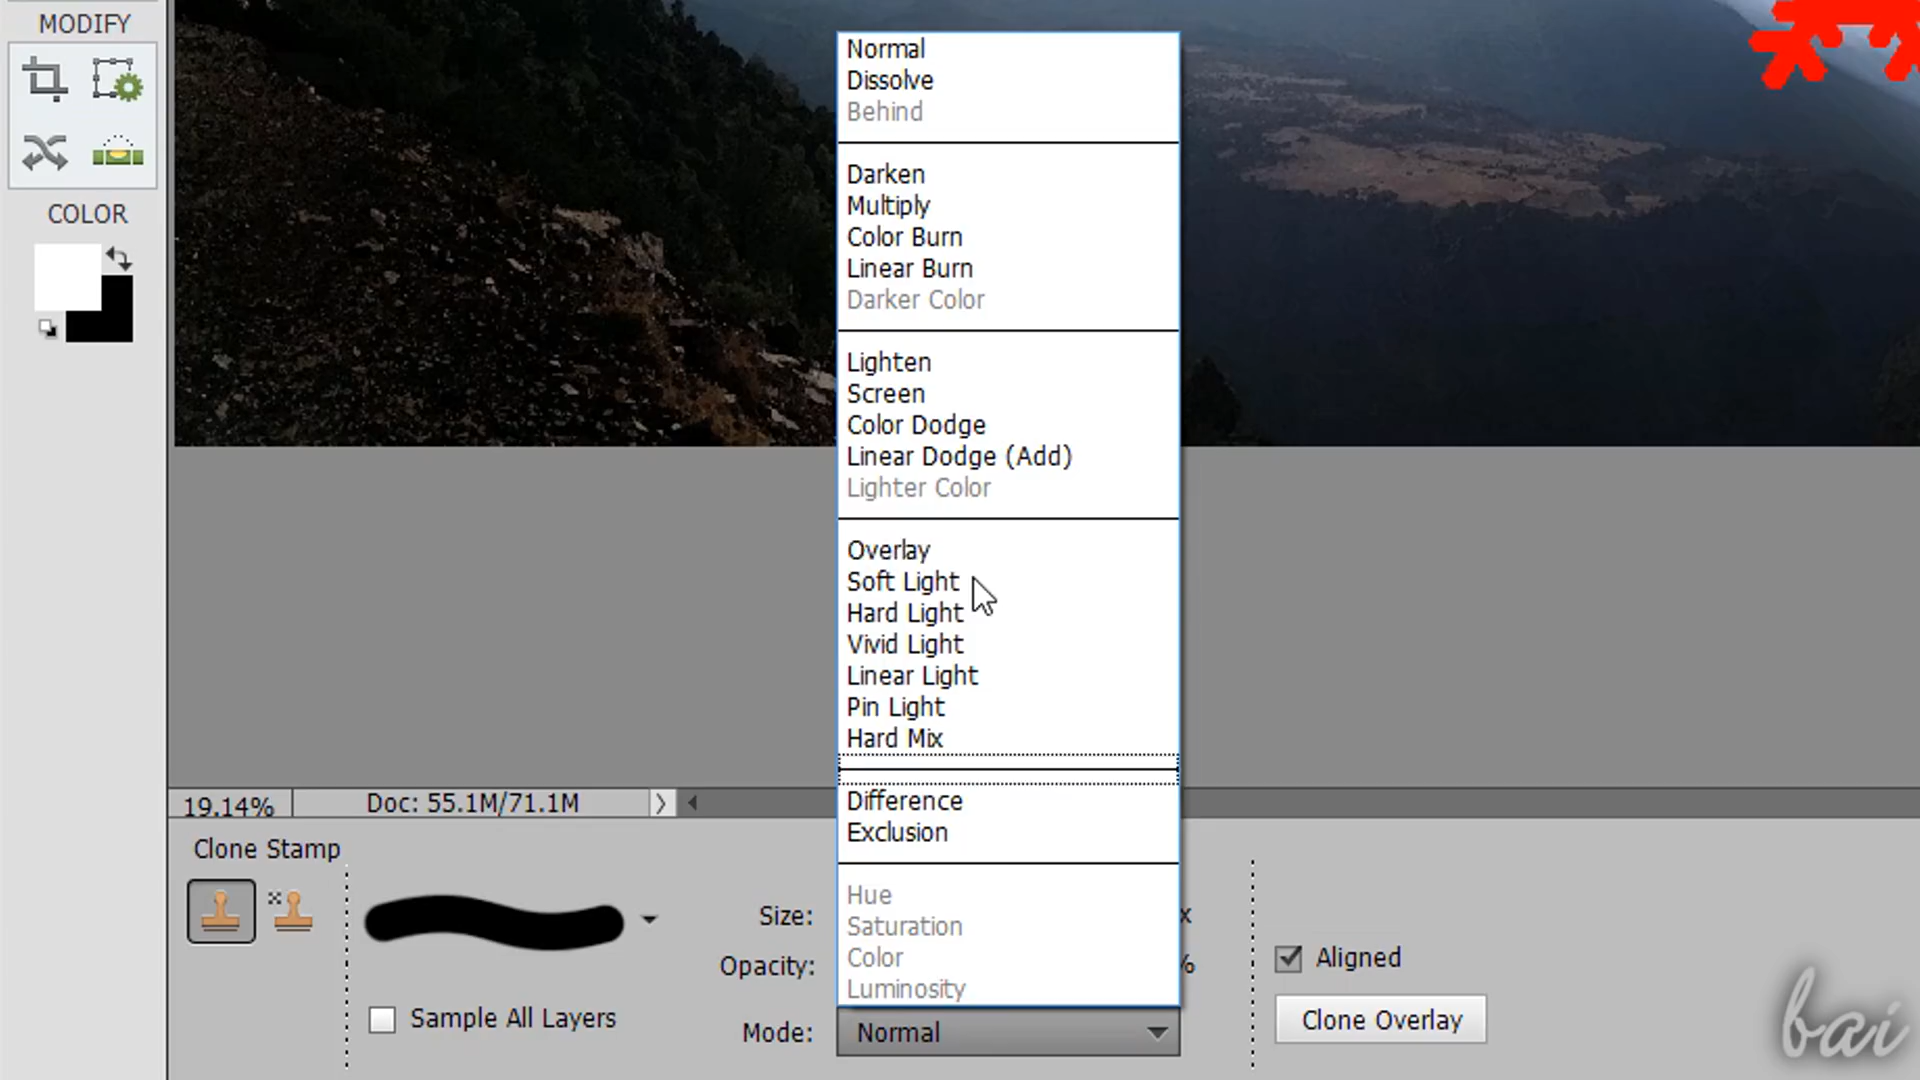 MODIFY
COLOR
Normal
Dissolve
Behind
Darken
Multiply
Color Burn
Linear Burn
Darker Color
Lighten
Screen
Color Dodge
Linear Dodge (Add)
Lighter Color
Overlay
Soft Light
Hard Light
Vivid Light
Linear Light
Pin Light
Hard Mix
Difference
Exclusion
Hue
Saturation
Color
Luminosity
19.14% Doc: 55.1M/71.1M
Clone Stamp
Size: x
Opacity: %
Sample All Layers
Mode: Normal
Aligned
Clone Overlay
bai